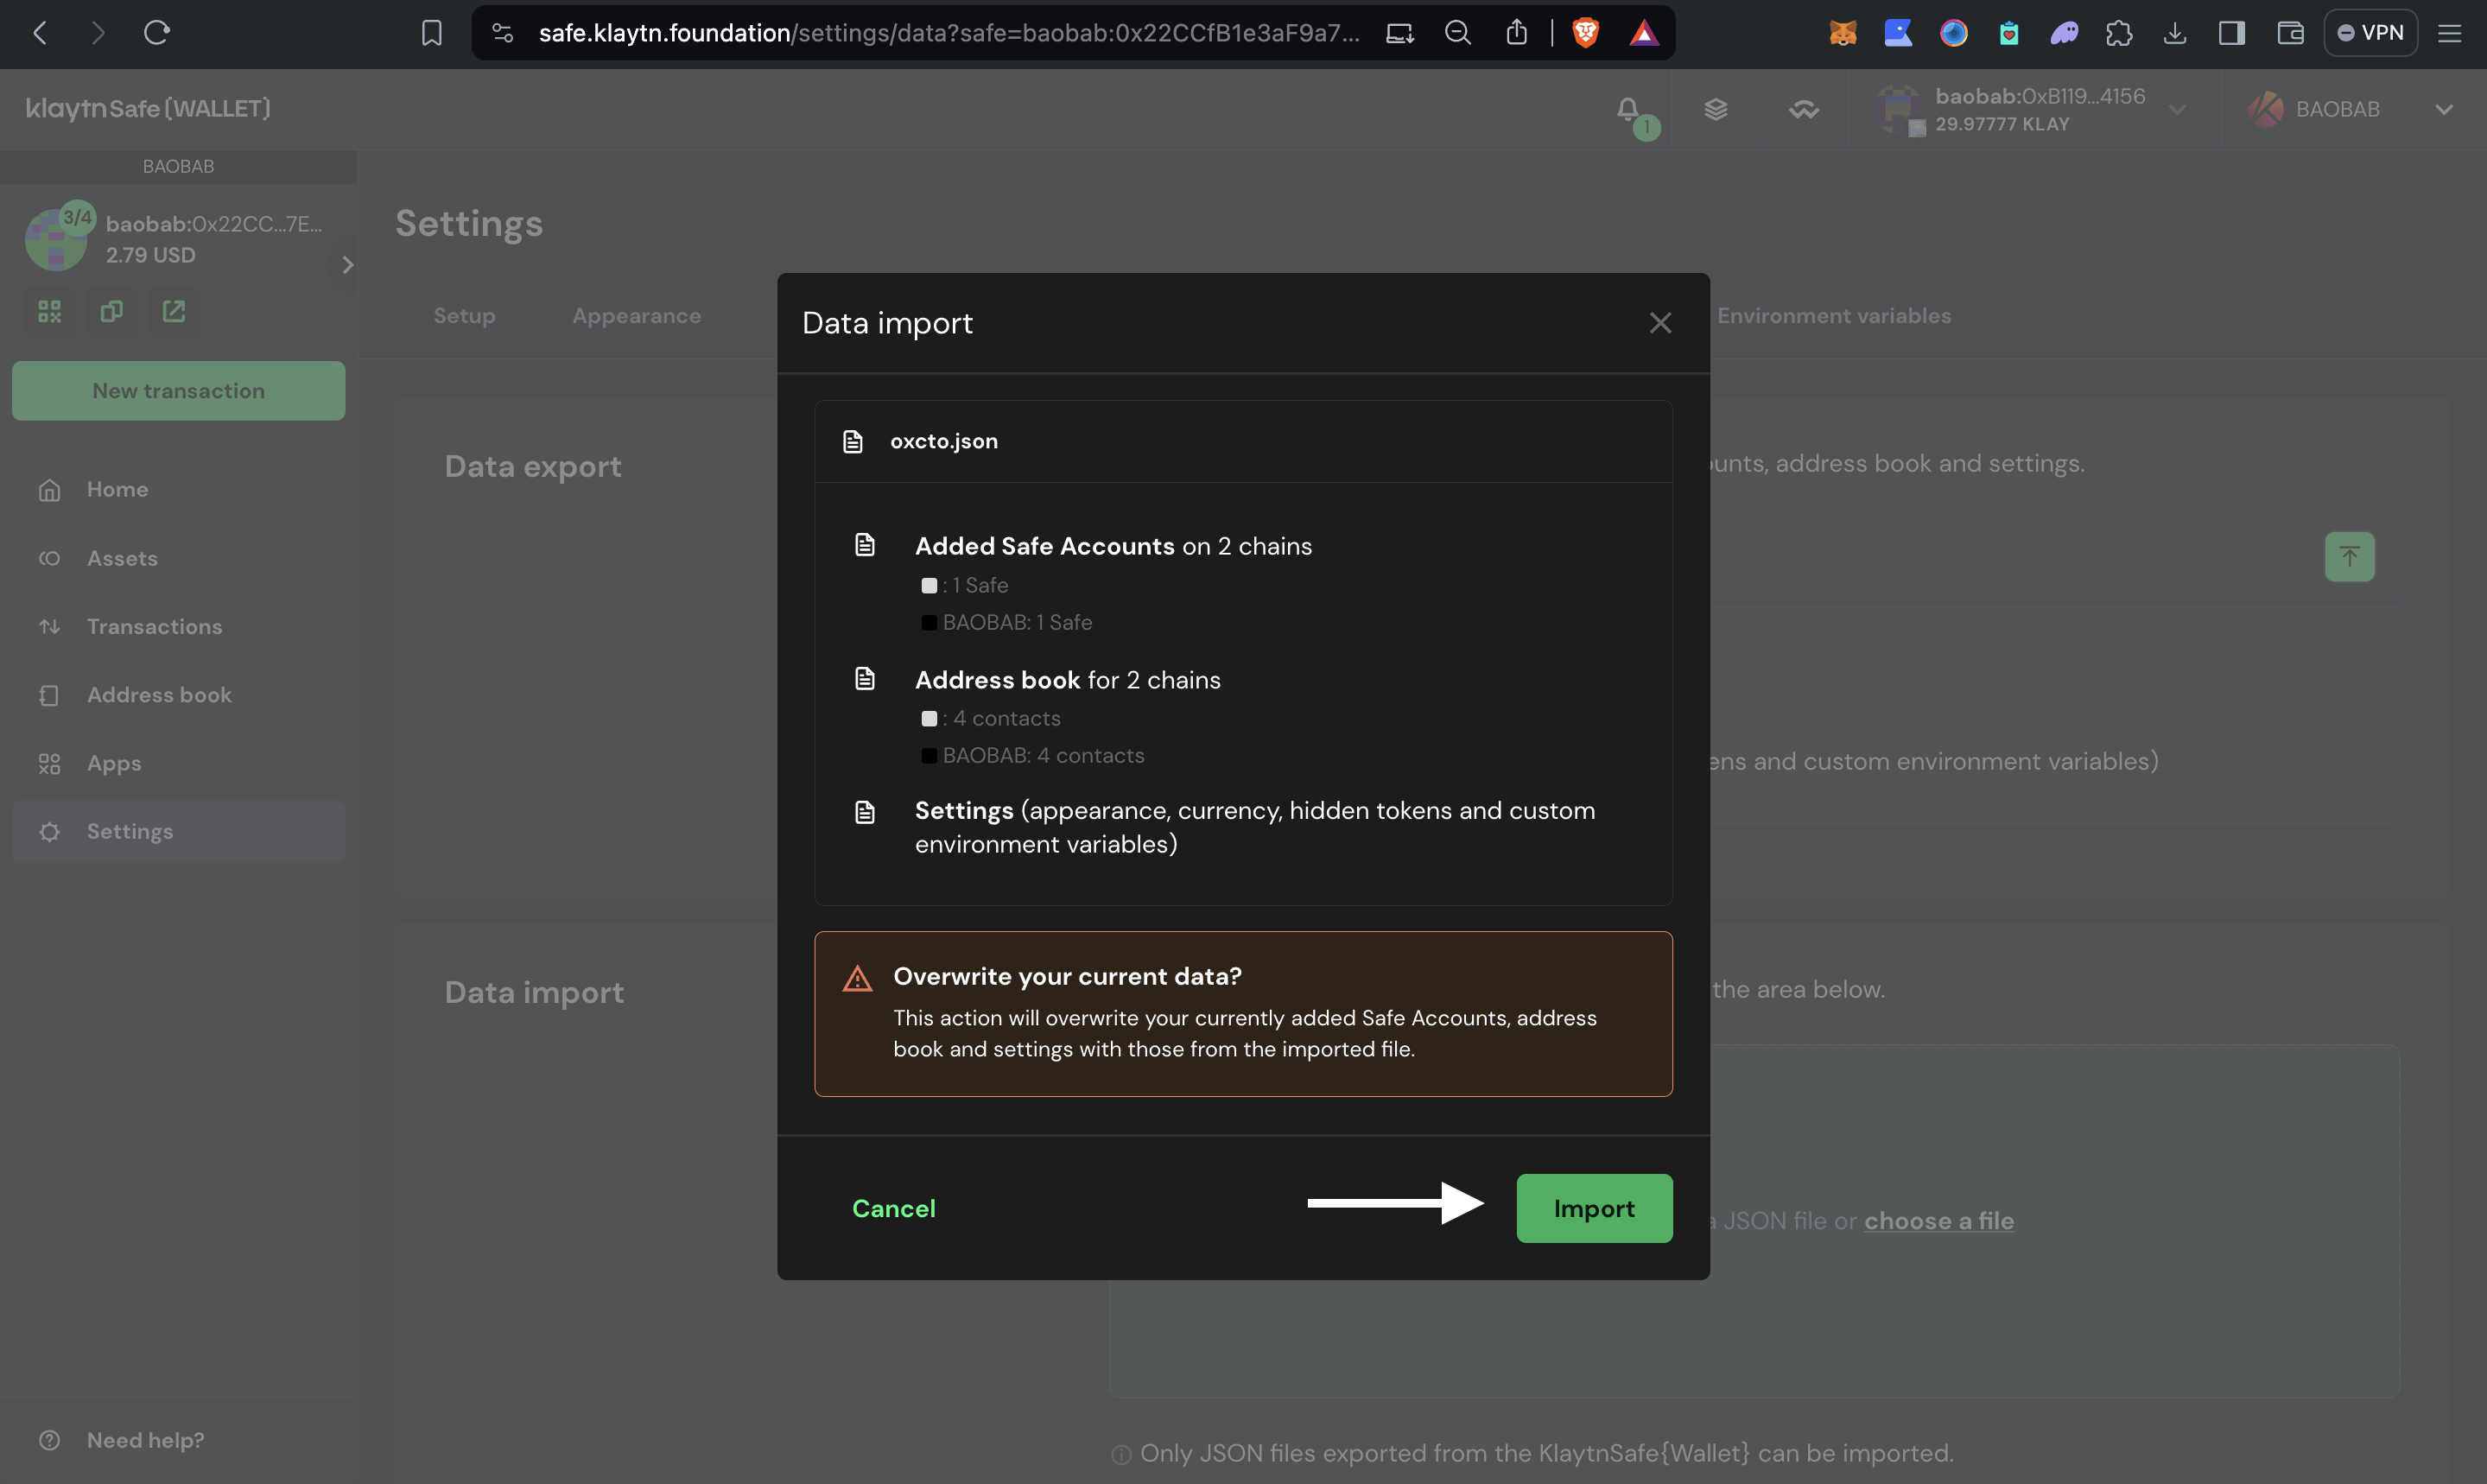 safe.klaytn.foundation/settings/data?safe=baobab:0x22CCfB1e3aF9a7...
VPN
klaytnSafe{WALLET}
1
baobab:0xB119...4156
29.97777 KLAY
BAOBAB
BAOBAB
3/4
baobab:0x22CC...7E...
2.79 USD
New transaction
Home
Assets
Transactions
Address book
Apps
Settings
Need help?
Settings
Setup
Appearance
Environment variables
Data export
unts, address book and settings.
ens and custom environment variables)
Data import
the area below.
JSON file or choose a file
Only JSON files exported from the KlaytnSafe{Wallet} can be imported.
Data import
oxcto.json
Added Safe Accounts on 2 chains
: 1 Safe
BAOBAB: 1 Safe
Address book for 2 chains
: 4 contacts
BAOBAB: 4 contacts
Settings (appearance, currency, hidden tokens and custom
environment variables)
Overwrite your current data?
This action will overwrite your currently added Safe Accounts, address
book and settings with those from the imported file.
Cancel
Import